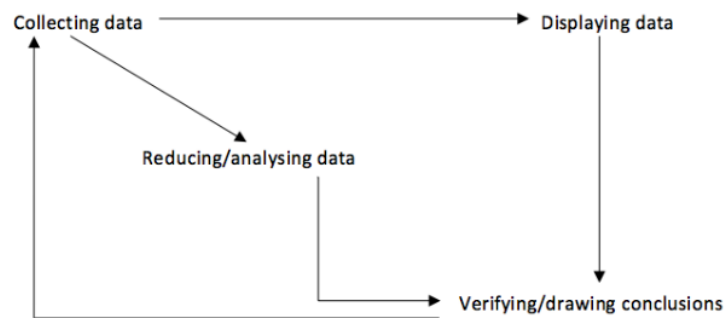 Collecting data
Displaying data
Reducing/analysing data
Verifying/drawing conclusions